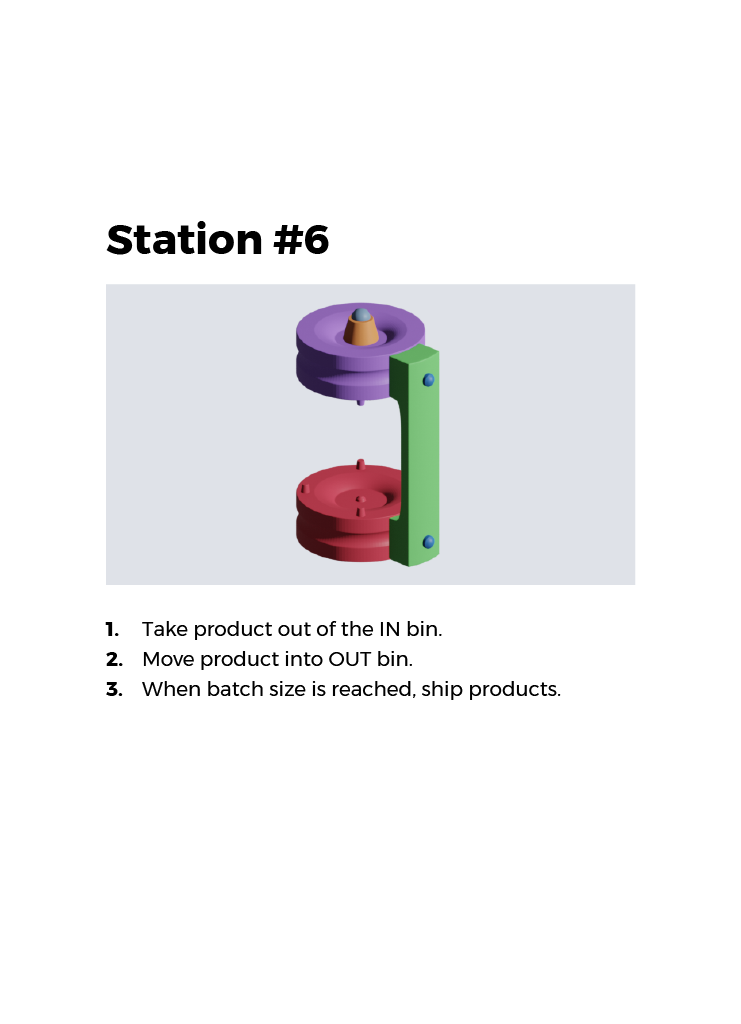 Station #6
1. Take product out of the IN bin.
2. Move product into OUT bin.
3. When batch size is reached, ship products.